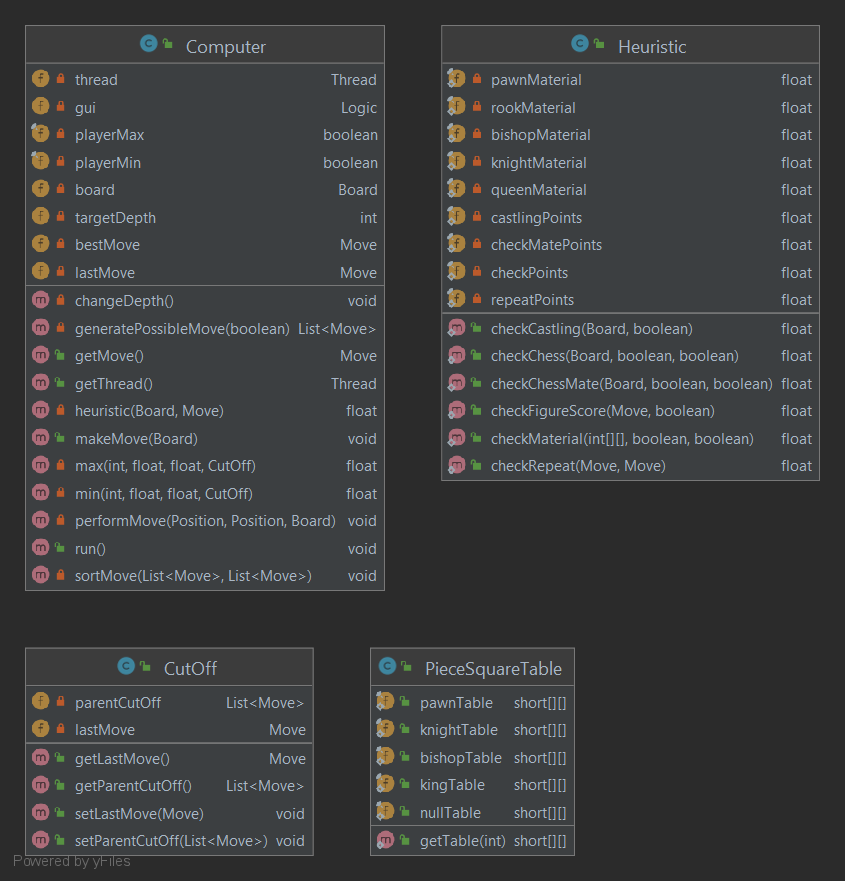 Computer
thread Thread
gui Logic
playerMax boolean
playerMin boolean
board Board
targetDepth int
bestMove Move
lastMove Move
changeDepth() void
generatePossibleMove(boolean) List<Move>
getMove() Move
getThread() Thread
heuristic(Board, Move) float
makeMove(Board) void
max(int, float, float, CutOff) float
min(int, float, float, CutOff) float
performMove(Position, Position, Board) void
run() void
sortMove(List<Move>, List<Move>) void
Heuristic
pawnMaterial float
rookMaterial float
bishopMaterial float
knightMaterial float
queenMaterial float
castlingPoints float
checkMatePoints float
checkPoints float
repeatPoints float
checkCastling(Board, boolean) float
checkChess(Board, boolean, boolean) float
checkChessMate(Board, boolean, boolean) float
checkFigureScore(Move, boolean) float
checkMaterial(int[][], boolean, boolean) float
checkRepeat(Move, Move) float
CutOff
parentCutOff List<Move>
lastMove Move
getLastMove() Move
getParentCutOff() List<Move>
setLastMove(Move) void
setParentCutOff(List<Move>) void
PieceSquareTable
pawnTable short[][]
knightTable short[][]
bishopTable short[][]
kingTable short[][]
nullTable short[][]
getTable(int) short[][]
Powered by yFiles